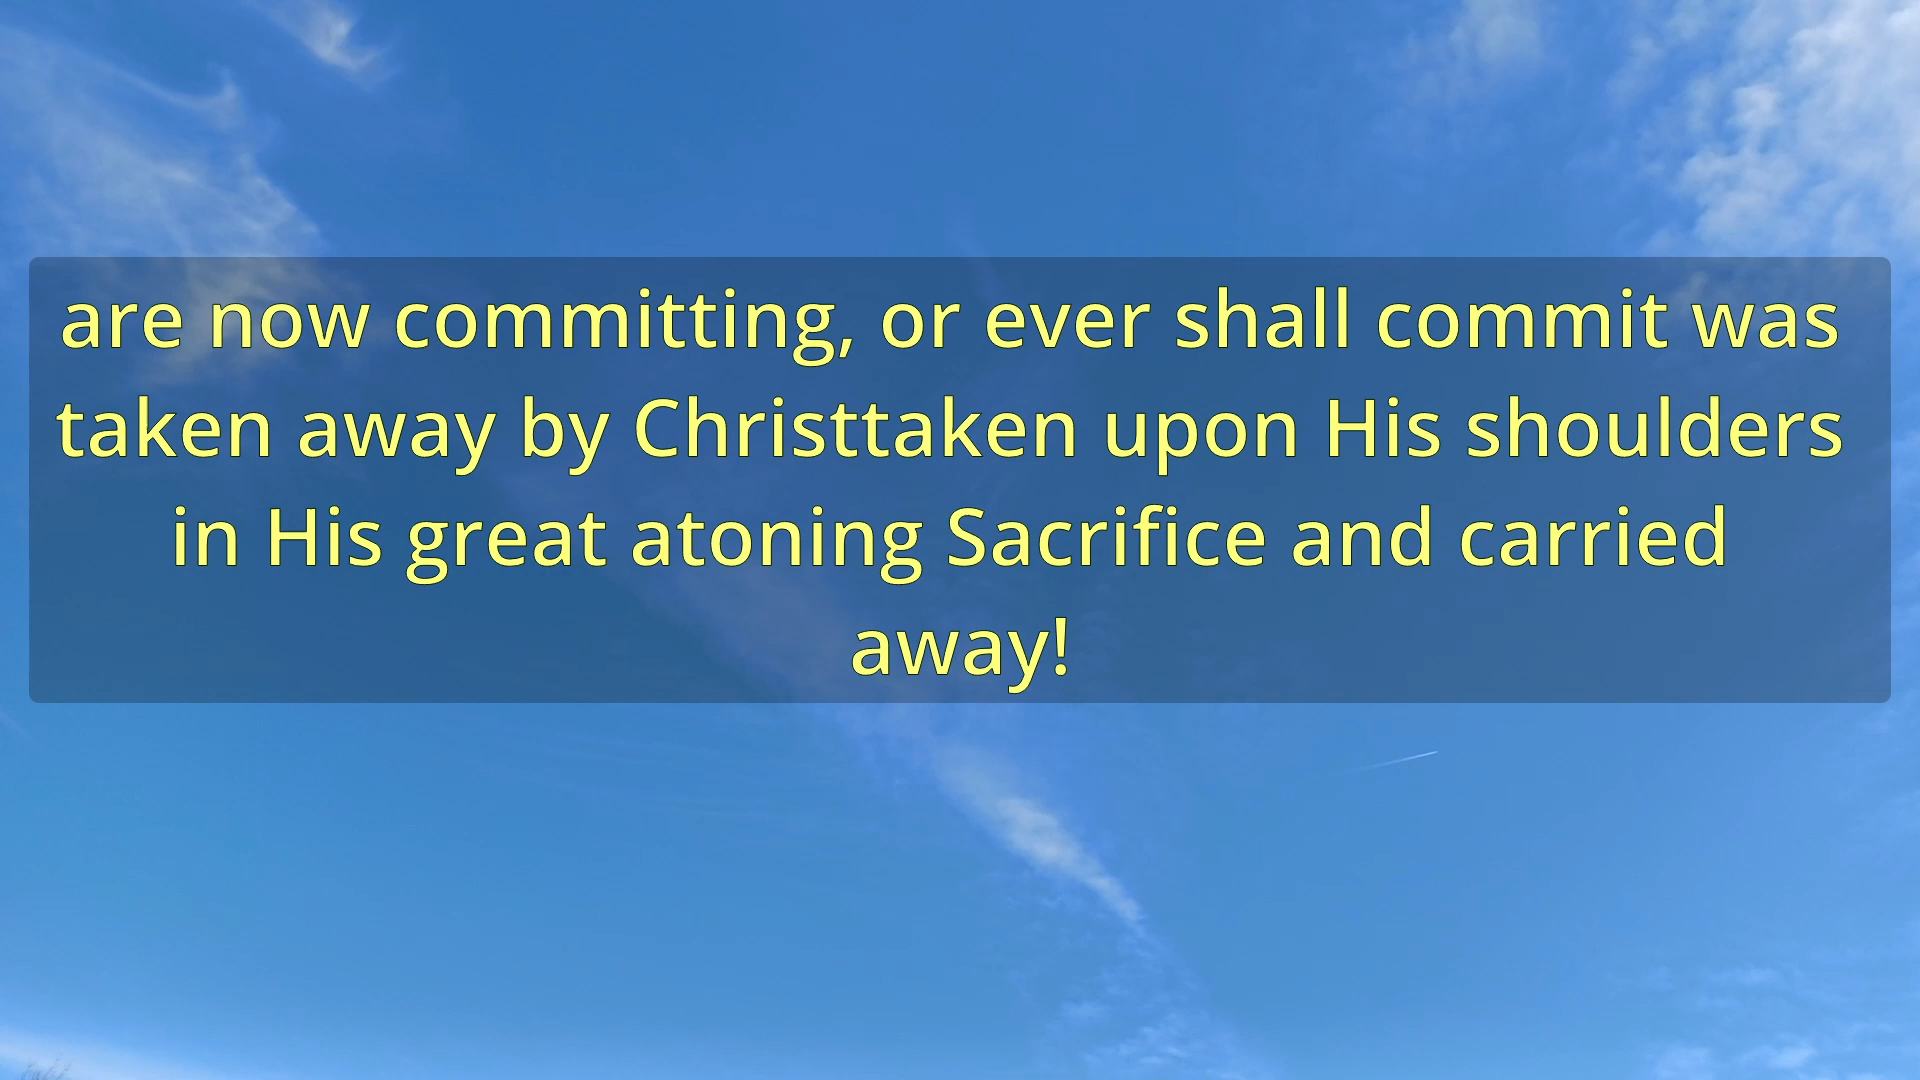 are now committing, or ever shall commit was
taken away by Christtaken upon His shoulders
in His great atoning Sacrifice and carried
away!